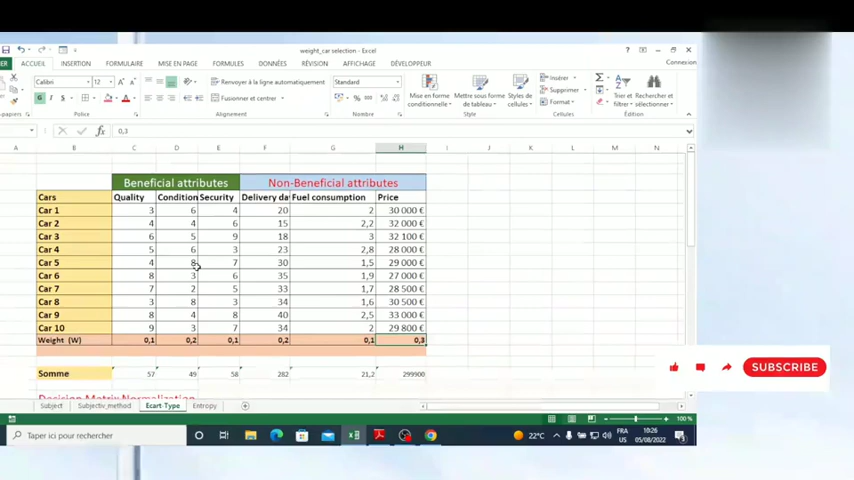 weight_car selection - Excel
ACCUEIL INSERTION FORMULAIRE MISE EN PAGE FORMULES DONNÉES RÉVISION AFFICHAGE DÉVELOPPEUR Connexion
Calibri 12 Renvoyer à la ligne automatiquement Standard Insérer
G I S Fusionner et centrer Mise en forme conditionnelle Mettre sous forme de tableau Styles de cellules Supprimer Format Trier et filtrer Rechercher et sélectionner
Police Alignement Nombre Style Cellules Édition
fx 0,3
A B C D E F G H I J K L M N
Beneficial attributes Non-Beneficial attributes
Cars Quality Condition Security Delivery da Fuel consumption Price
Car 1 3 6 4 20 2 30 000 €
Car 2 4 4 6 15 2,2 32 000 €
Car 3 6 5 9 18 3 32 100 €
Car 4 5 6 3 23 2,8 28 000 €
Car 5 4 8 7 30 1,5 29 000 €
Car 6 8 3 6 35 1,9 27 000 €
Car 7 7 2 5 33 1,7 28 500 €
Car 8 3 8 3 34 1,6 30 500 €
Car 9 8 4 8 40 2,5 33 000 €
Car 10 9 3 7 34 2 29 800 €
Weight (W) 0,1 0,2 0,1 0,2 0,1 0,3
SUBSCRIBE
Somme 57 49 58 282 21,2 299900
Decision Matrix Normalization
Subject Subjectiv_method Ecart-Type Entropy
100 %
Taper ici pour rechercher 22°C FRA US 10:26 05/08/2022